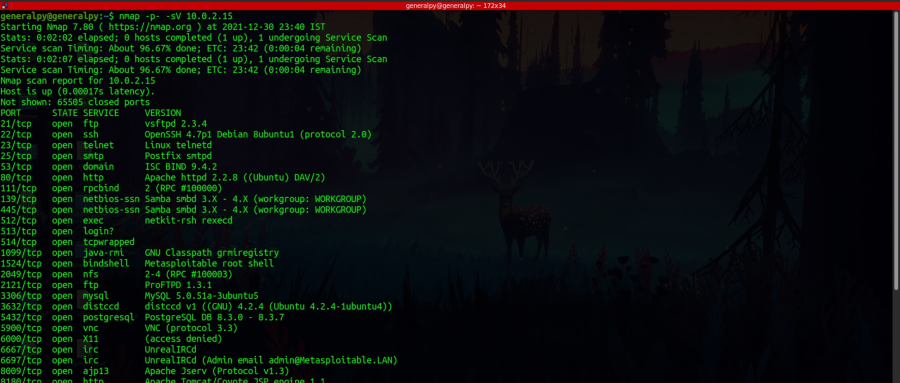 generalpy@generalpy: ~ 172x34
generalpy@generalpy:~$ nmap -p- -sV 10.0.2.15
Starting Nmap 7.80 ( https://nmap.org ) at 2021-12-30 23:40 IST
Stats: 0:02:02 elapsed; 0 hosts completed (1 up), 1 undergoing Service Scan
Service scan Timing: About 96.67% done; ETC: 23:42 (0:00:04 remaining)
Stats: 0:02:07 elapsed; 0 hosts completed (1 up), 1 undergoing Service Scan
Service scan Timing: About 96.67% done; ETC: 23:42 (0:00:04 remaining)
Nmap scan report for 10.0.2.15
Host is up (0.00017s latency).
Not shown: 65505 closed ports
PORT STATE SERVICE VERSION
21/tcp open ftp vsftpd 2.3.4
22/tcp open ssh OpenSSH 4.7p1 Debian 8ubuntu1 (protocol 2.0)
23/tcp open telnet Linux telnetd
25/tcp open smtp Postfix smtpd
53/tcp open domain ISC BIND 9.4.2
80/tcp open http Apache httpd 2.2.8 ((Ubuntu) DAV/2)
111/tcp open rpcbind 2 (RPC #100000)
139/tcp open netbios-ssn Samba smbd 3.X - 4.X (workgroup: WORKGROUP)
445/tcp open netbios-ssn Samba smbd 3.X - 4.X (workgroup: WORKGROUP)
512/tcp open exec netkit-rsh rexecd
513/tcp open login?
514/tcp open tcpwrapped
1099/tcp open java-rmi GNU Classpath grmiregistry
1524/tcp open bindshell Metasploitable root shell
2049/tcp open nfs 2-4 (RPC #100003)
2121/tcp open ftp ProFTPD 1.3.1
3306/tcp open mysql MySQL 5.0.51a-3ubuntu5
3632/tcp open distccd distccd v1 ((GNU) 4.2.4 (Ubuntu 4.2.4-1ubuntu4))
5432/tcp open postgresql PostgreSQL DB 8.3.0 - 8.3.7
5900/tcp open vnc VNC (protocol 3.3)
6000/tcp open X11 (access denied)
6667/tcp open irc UnrealIRCd
6697/tcp open irc UnrealIRCd (Admin email admin@Metasploitable.LAN)
8009/tcp open ajp13 Apache Jserv (Protocol v1.3)
8180/tcp open http Apache Tomcat/Coyote JSP engine 1.1